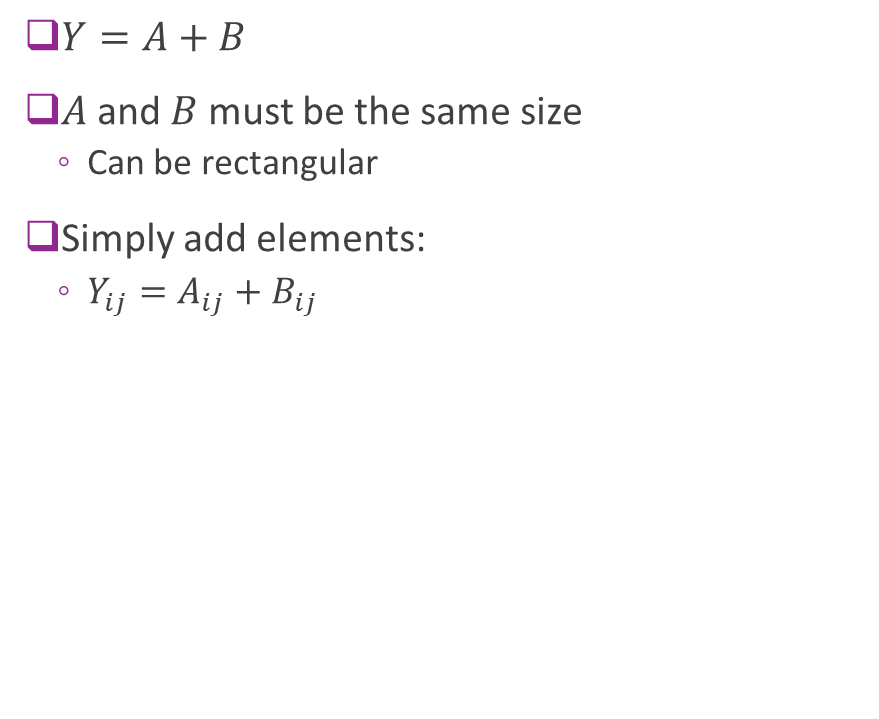 ❑Y = A + B
❑A and B must be the same size
◦ Can be rectangular
❑Simply add elements:
◦ Yᵢⱼ = Aᵢⱼ + Bᵢⱼ